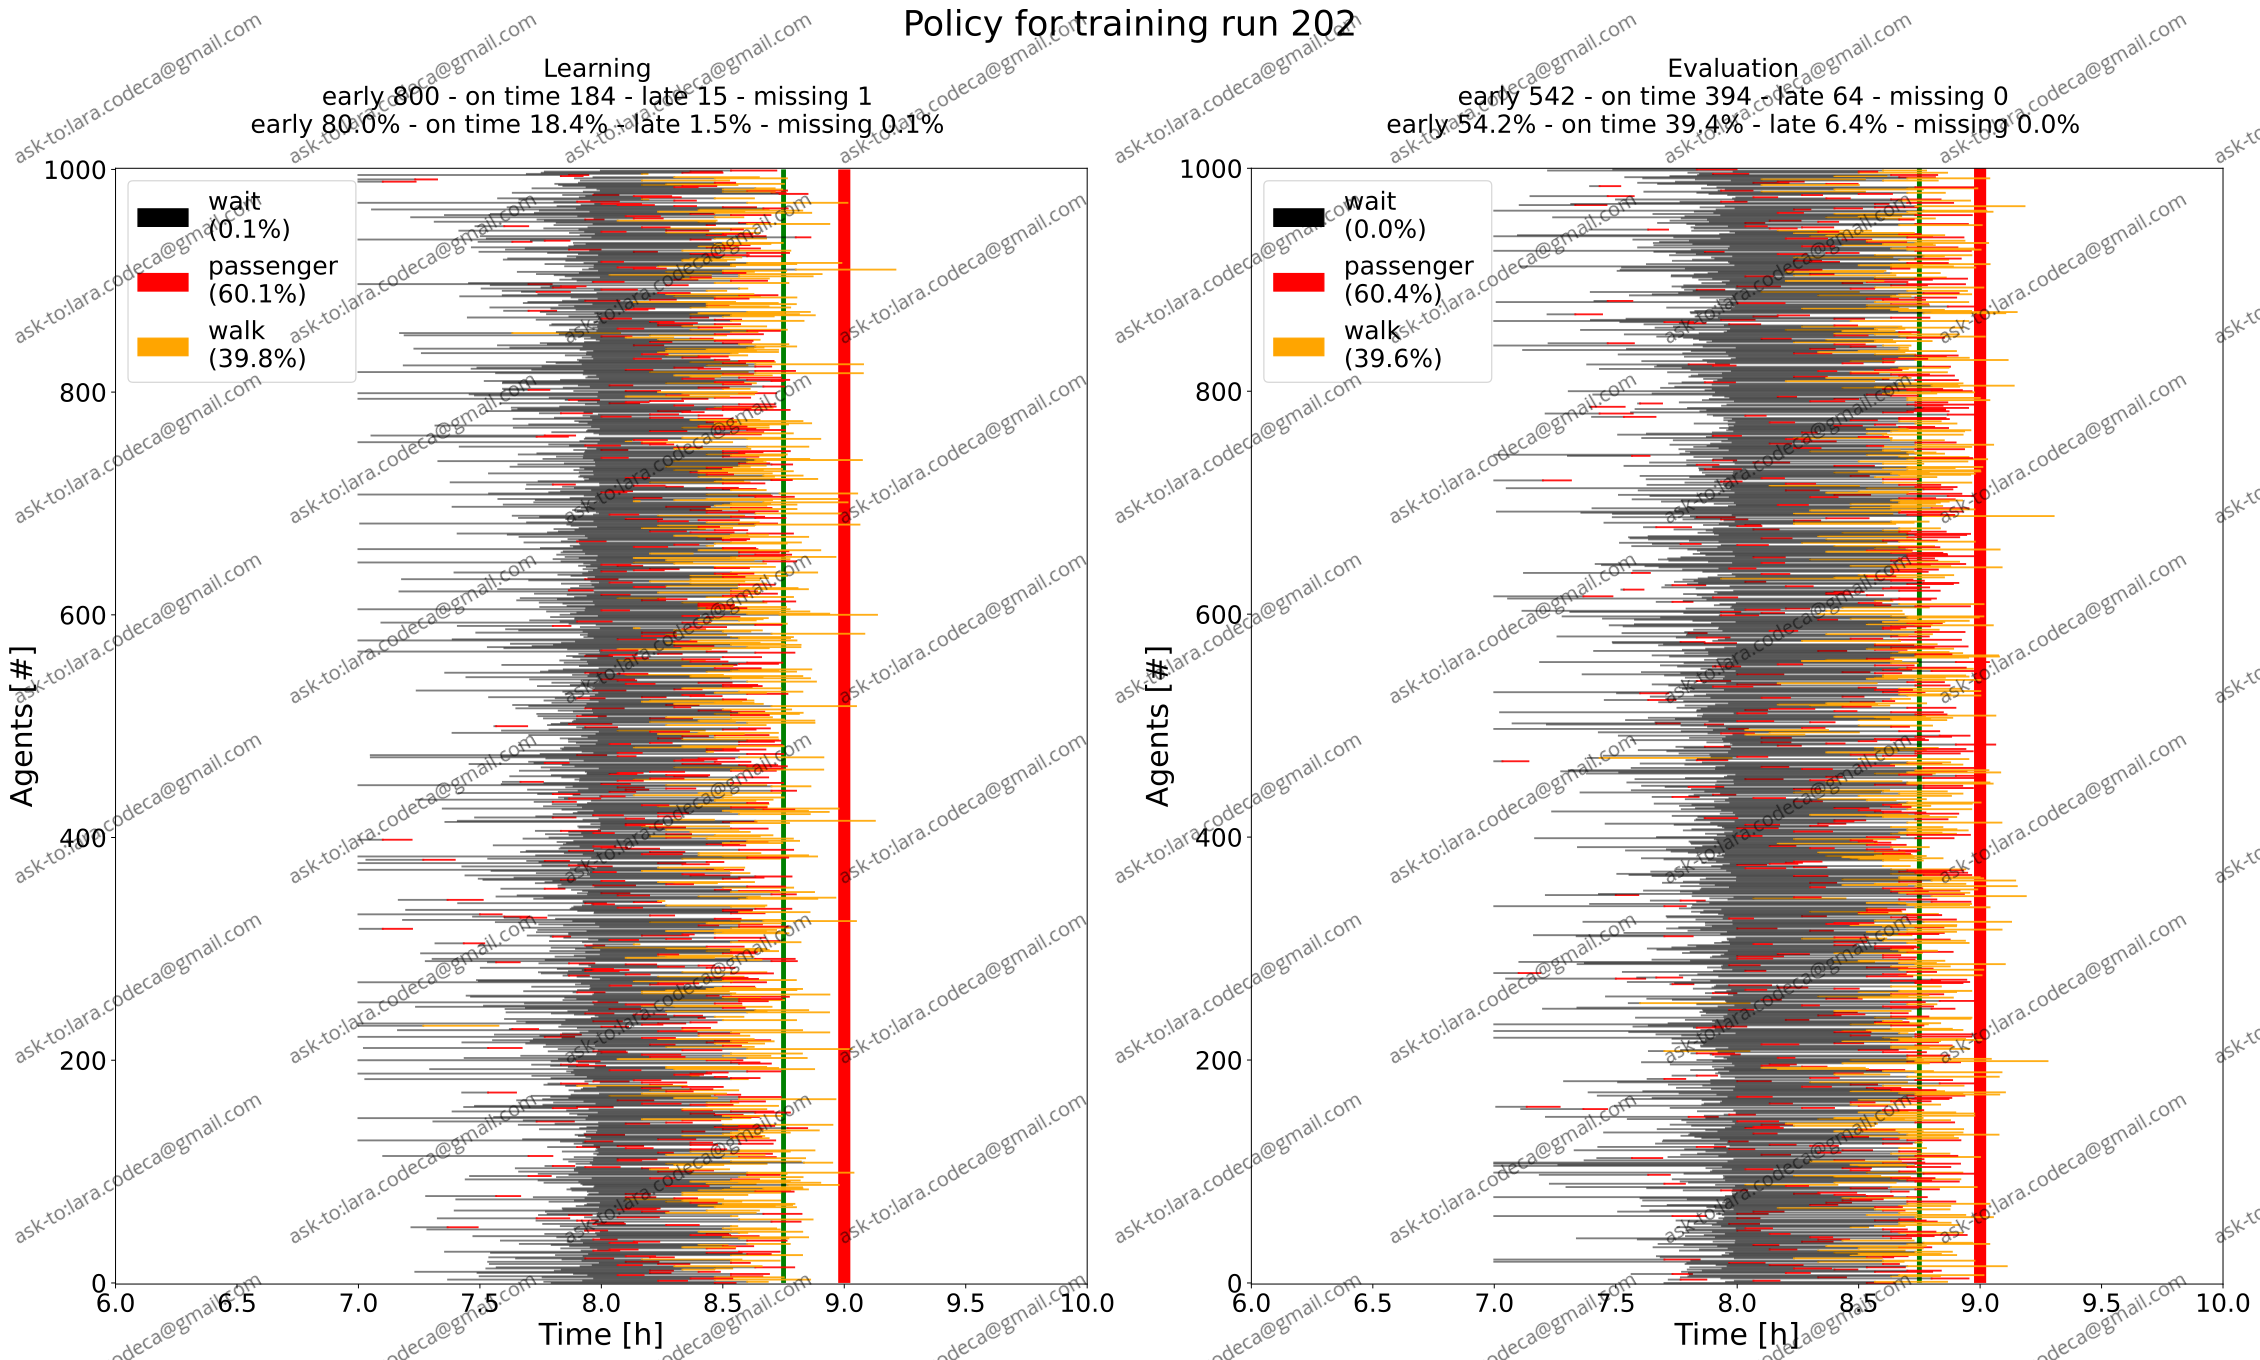 Policy for training run 202
Learning
early 800 - on time 184 - late 15 - missing 1
early 80.0% - on time 18.4% - late 1.5% - missing 0.1%
Evaluation
early 542 - on time 394 - late 64 - missing 0
early 54.2% - on time 39.4% - late 6.4% - missing 0.0%
wait
(0.1%)
passenger
(60.1%)
walk
(39.8%)
Agents [#]
1000
800
600
400
200
0
6.0 6.5 7.0 7.5 8.0 8.5 9.0 9.5 10.0
Time [h]
wait
(0.0%)
passenger
(60.4%)
walk
(39.6%)
Agents [#]
1000
800
600
400
200
0
6.0 6.5 7.0 7.5 8.0 8.5 9.0 9.5 10.0
Time [h]
ask-to:lara.codeca@gmail.com